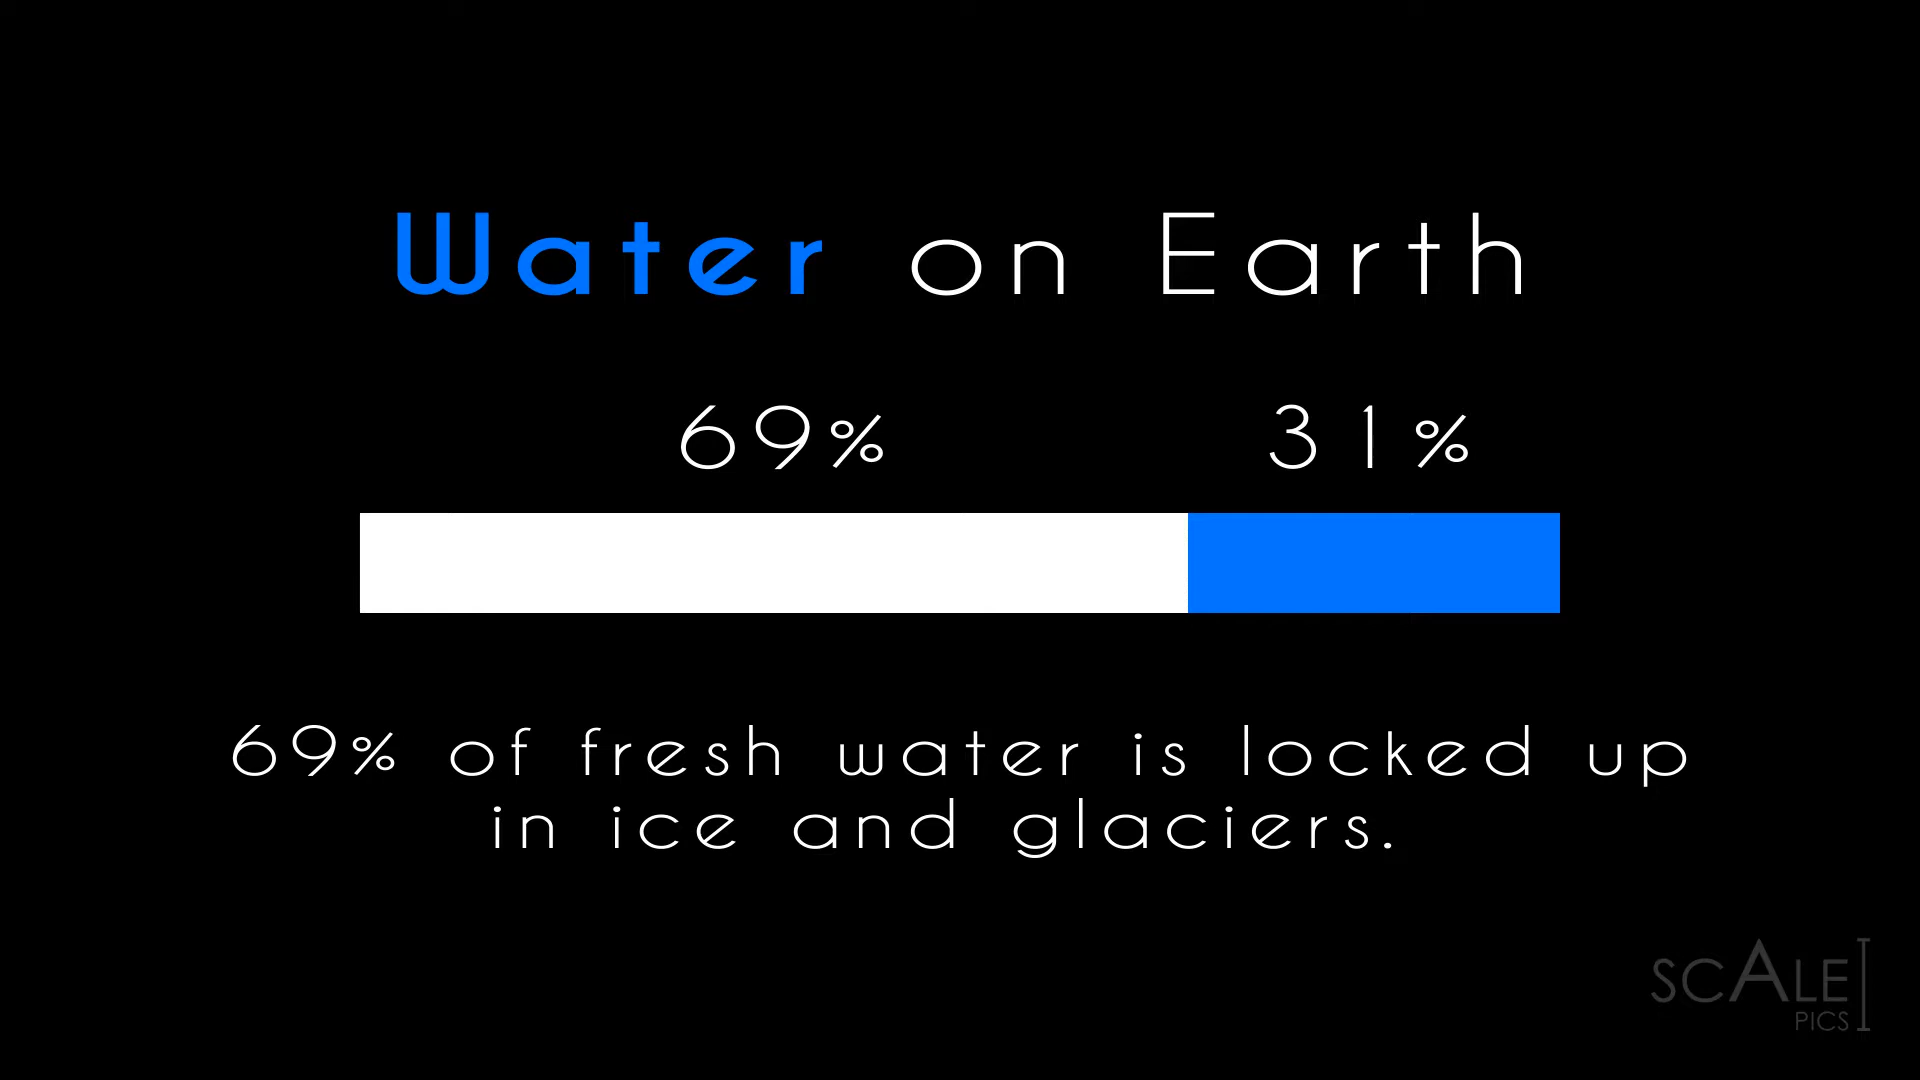 Water on Earth
69% 31%
69% of fresh water is locked up
in ice and glaciers.
SCALE
PICS